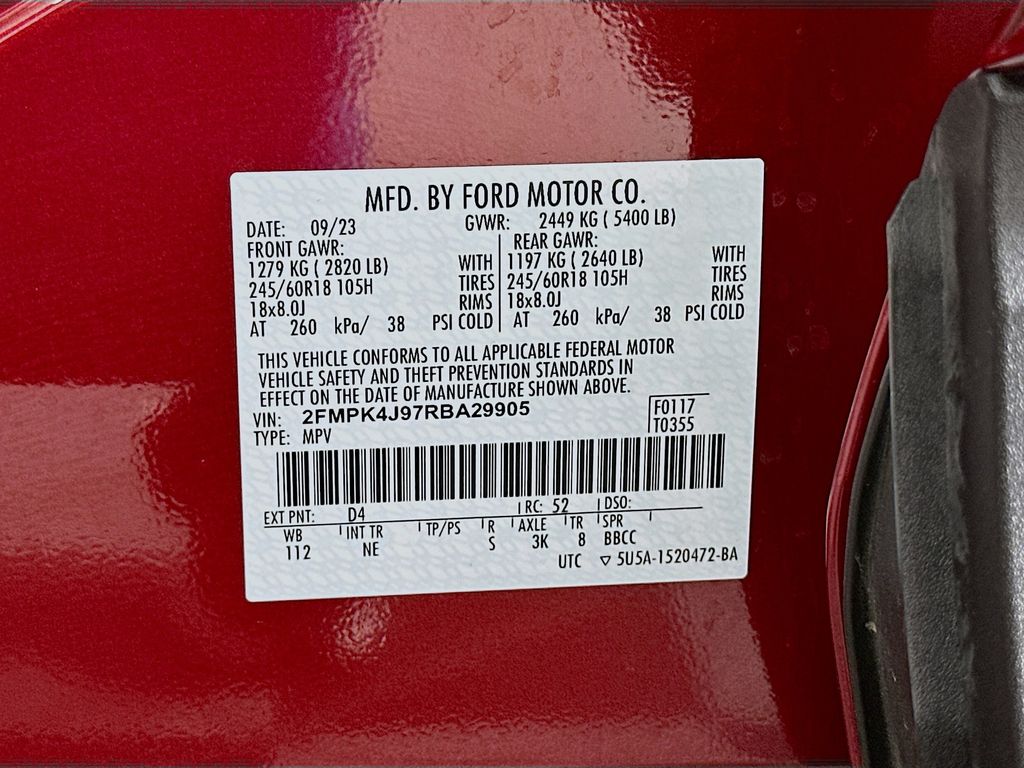 MFD. BY FORD MOTOR CO.
DATE: 09/23 GVWR: 2449 KG ( 5400 LB)
FRONT GAWR: REAR GAWR:
1279 KG ( 2820 LB) WITH 1197 KG ( 2640 LB) WITH
245/60R18 105H TIRES 245/60R18 105H TIRES
18x8.0J RIMS 18x8.0J RIMS
AT 260 kPa/ 38 PSI COLD AT 260 kPa/ 38 PSI COLD
THIS VEHICLE CONFORMS TO ALL APPLICABLE FEDERAL MOTOR
VEHICLE SAFETY AND THEFT PREVENTION STANDARDS IN
EFFECT ON THE DATE OF MANUFACTURE SHOWN ABOVE.
VIN: 2FMPK4J97RBA29905 F0117
TYPE: MPV T0355
EXT PNT: D4 RC: 52 DSO:
WB INT TR TP/PS R AXLE TR SPR
112 NE S 3K 8 BBCC
UTC ▽ 5U5A-1520472-BA